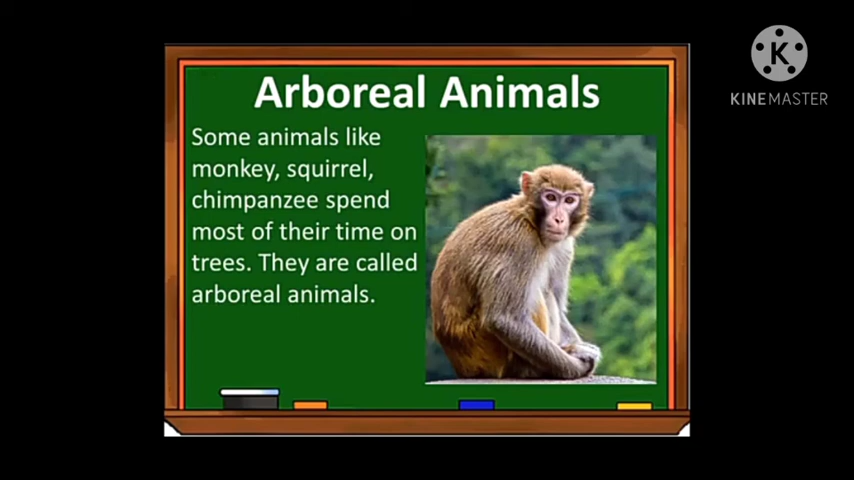 Arboreal Animals
Some animals like
monkey, squirrel,
chimpanzee spend
most of their time on
trees. They are called
arboreal animals.
K
KINEMASTER